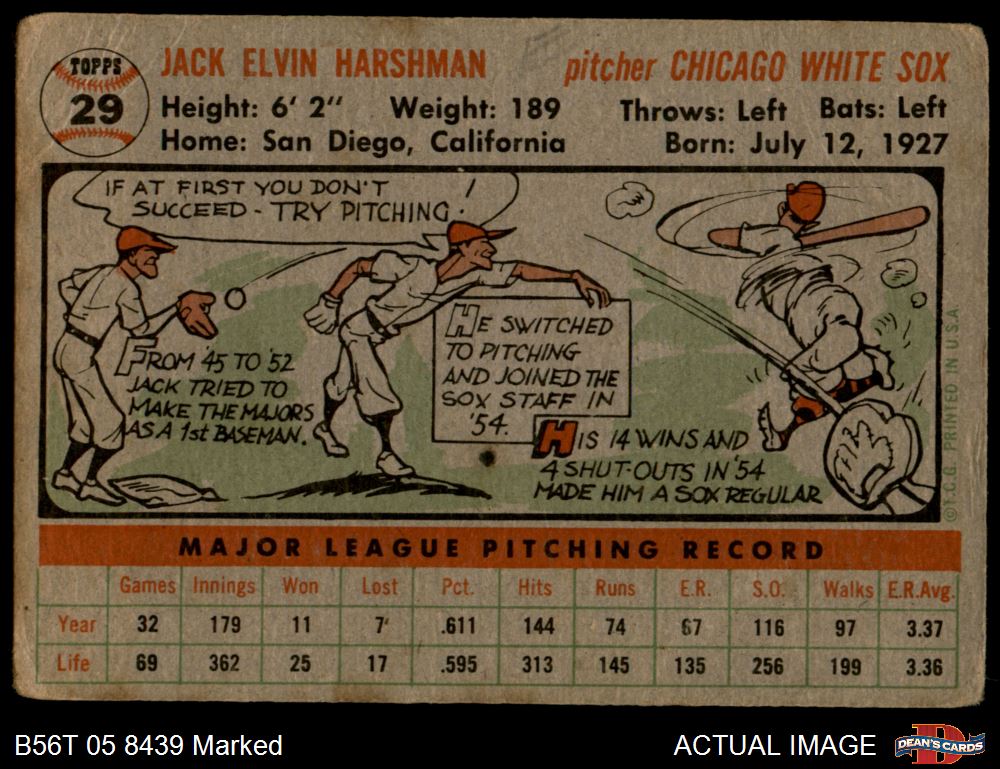 TOPPS
29
JACK ELVIN HARSHMAN pitcher CHICAGO WHITE SOX
Height: 6' 2" Weight: 189 Throws: Left Bats: Left
Home: San Diego, California Born: July 12, 1927
IF AT FIRST YOU DON'T
SUCCEED - TRY PITCHING!
FROM '45 TO '52
JACK TRIED TO
MAKE THE MAJORS
AS A 1st BASEMAN.
HE SWITCHED
TO PITCHING
AND JOINED THE
SOX STAFF IN
'54.
HIS 14 WINS AND
4 SHUT-OUTS IN '54
MADE HIM A SOX REGULAR
© T.C.G. PRINTED IN U.S.A.
MAJOR LEAGUE PITCHING RECORD
Games Innings Won Lost Pct. Hits Runs E.R. S.O. Walks E.R.Avg.
Year 32 179 11 7 .611 144 74 67 116 97 3.37
Life 69 362 25 17 .595 313 145 135 256 199 3.36
B56T 05 8439 Marked
ACTUAL IMAGE
DEAN'S CARDS